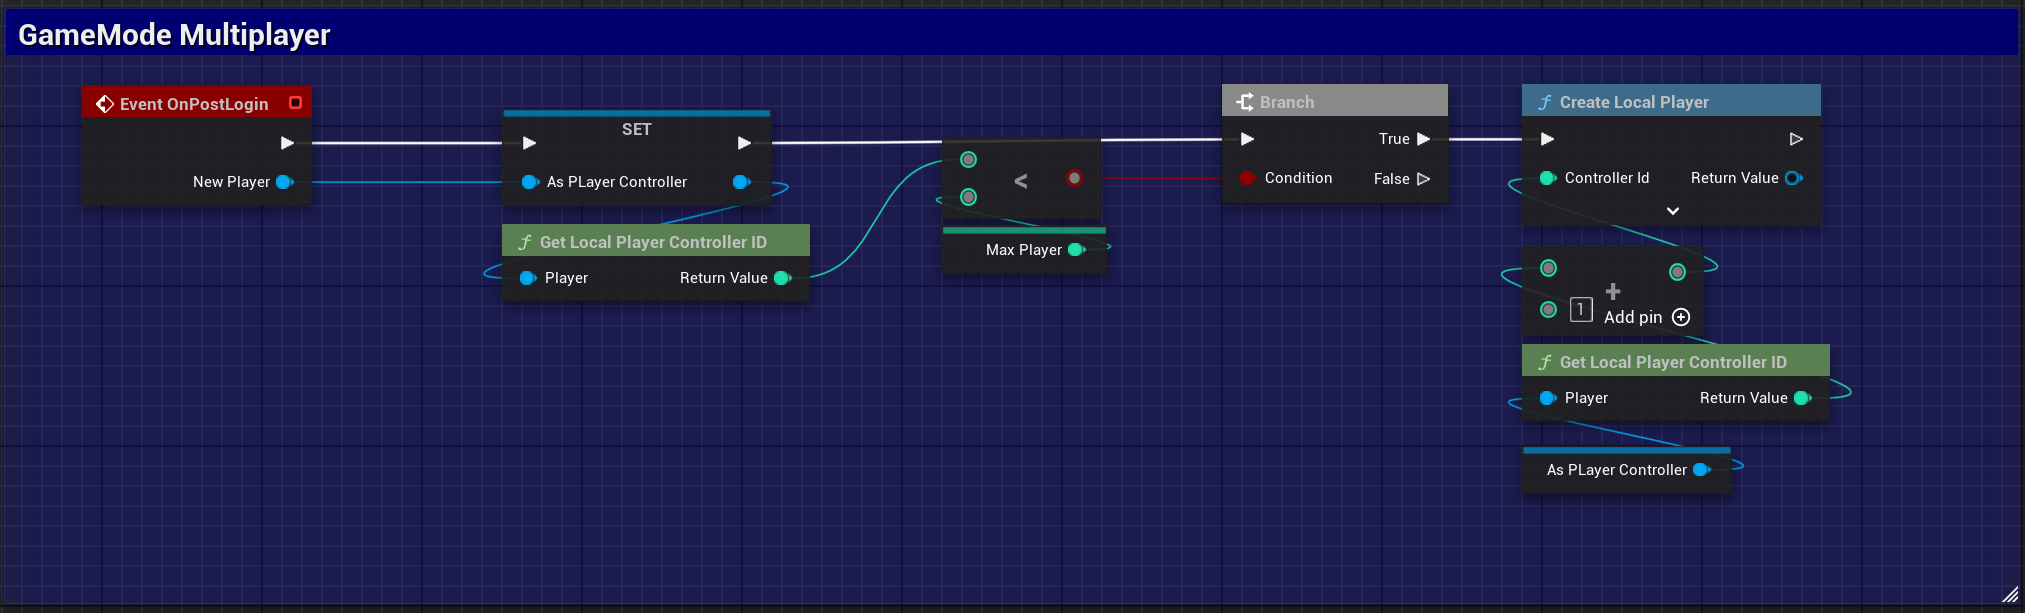 GameMode Multiplayer
Event OnPostLogin
New Player
SET
As PLayer Controller
f Get Local Player Controller ID
Player Return Value
<
Max Player
Branch
True
Condition False
f Create Local Player
Controller Id Return Value
+
1
Add pin
f Get Local Player Controller ID
Player Return Value
As PLayer Controller